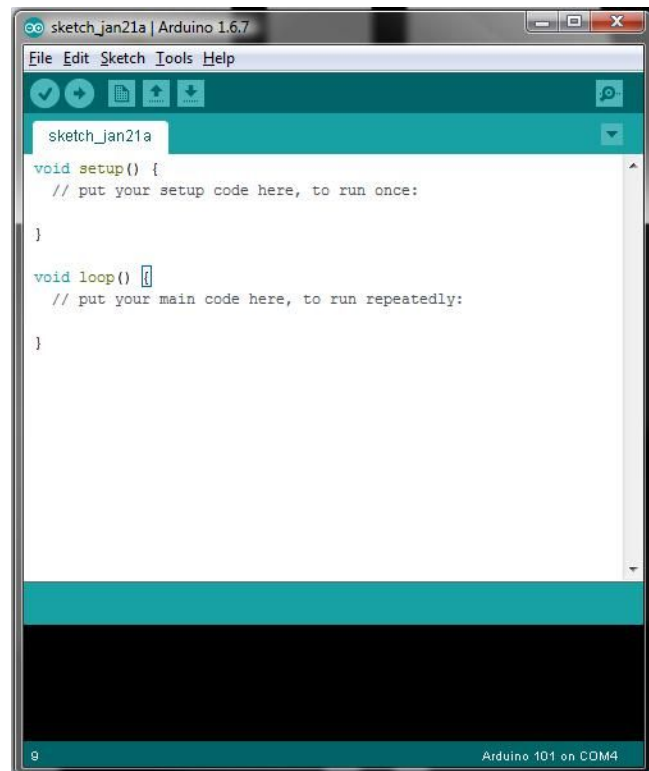 sketch_jan21a | Arduino 1.6.7
File Edit Sketch Tools Help
sketch_jan21a
void setup() {
// put your setup code here, to run once:
}
void loop() {
// put your main code here, to run repeatedly:
}
9 Arduino 101 on COM4